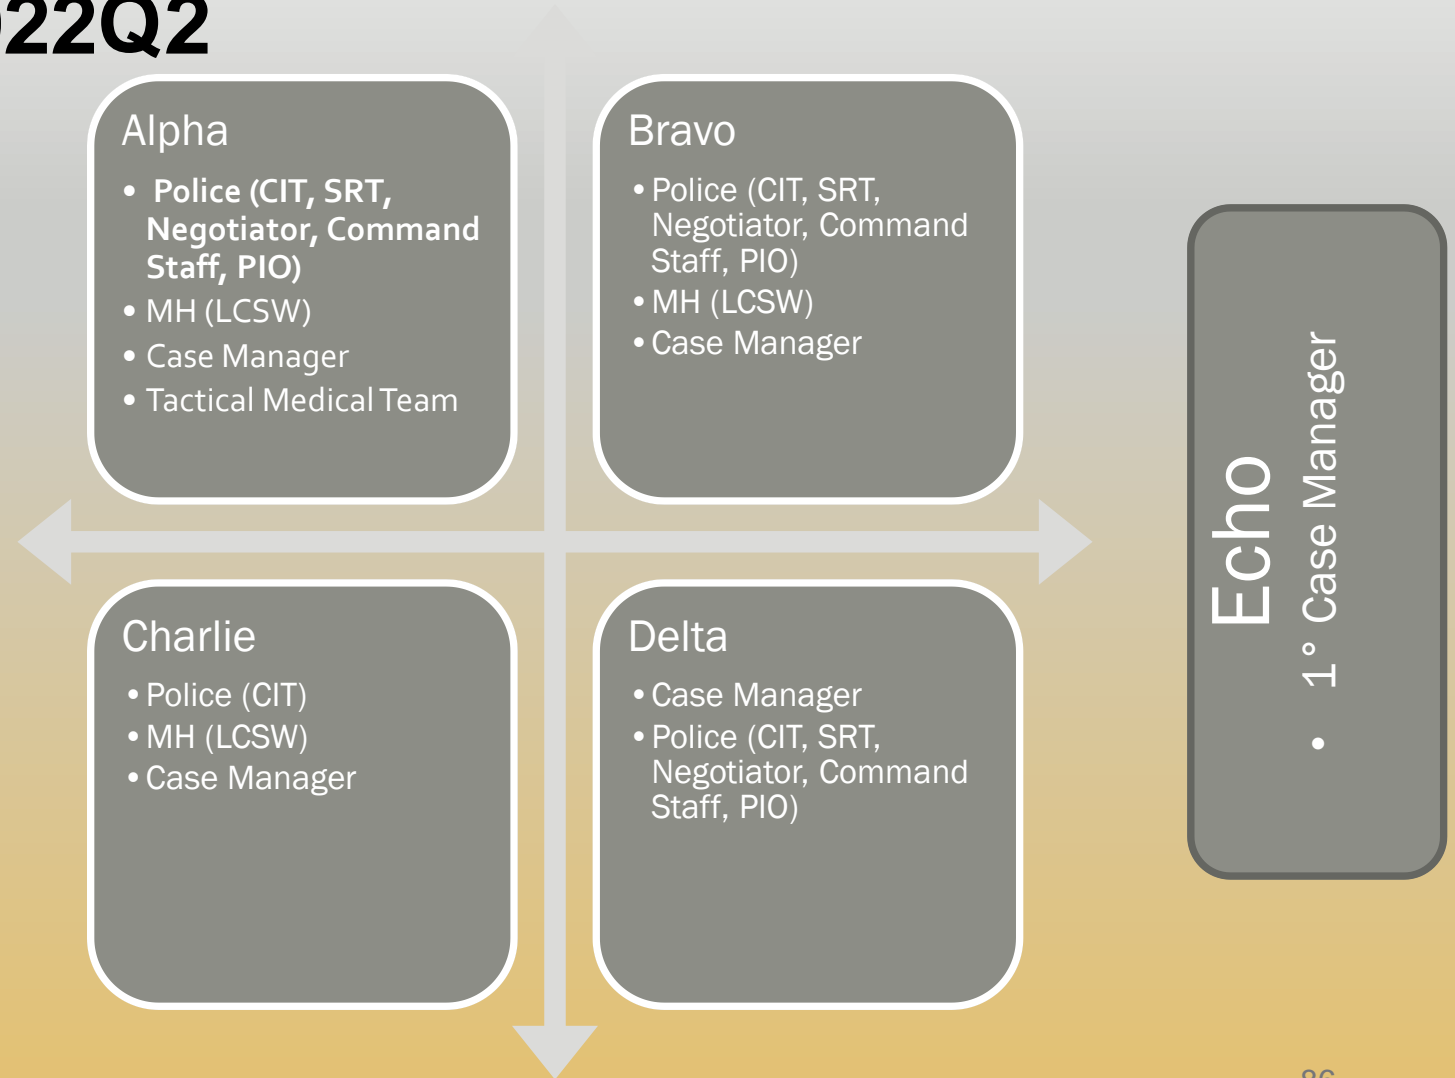 22Q2
Alpha
• Police (CIT, SRT,
Negotiator, Command
Staff, PIO)
• MH (LCSW)
• Case Manager
• Tactical Medical Team
Bravo
• Police (CIT, SRT,
Negotiator, Command
Staff, PIO)
• MH (LCSW)
• Case Manager
Charlie
• Police (CIT)
• MH (LCSW)
• Case Manager
Delta
• Case Manager
• Police (CIT, SRT,
Negotiator, Command
Staff, PIO)
Echo
• 1° Case Manager